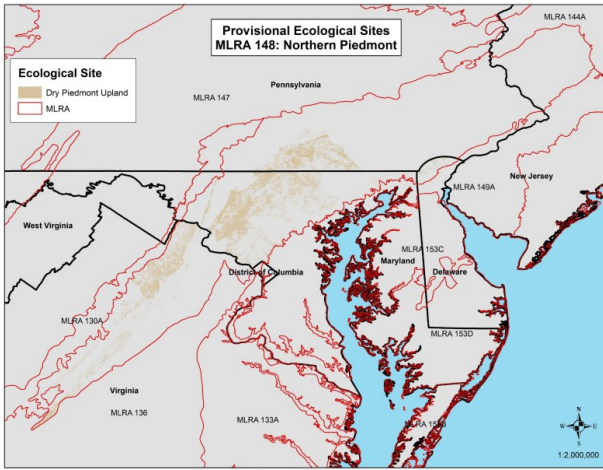 Provisional Ecological Sites
MLRA 148: Northern Piedmont
MLRA 144A
Ecological Site
Dry Piedmont Upland
MLRA
Pennsylvania
MLRA 147
New Jersey
MLRA 149A
West Virginia
MLRA 153C
Maryland
Delaware
District of Columbia
MLRA 130A
MLRA 153D
Virginia
MLRA 136
MLRA 133A
N
W
E
S
1:2,000,000